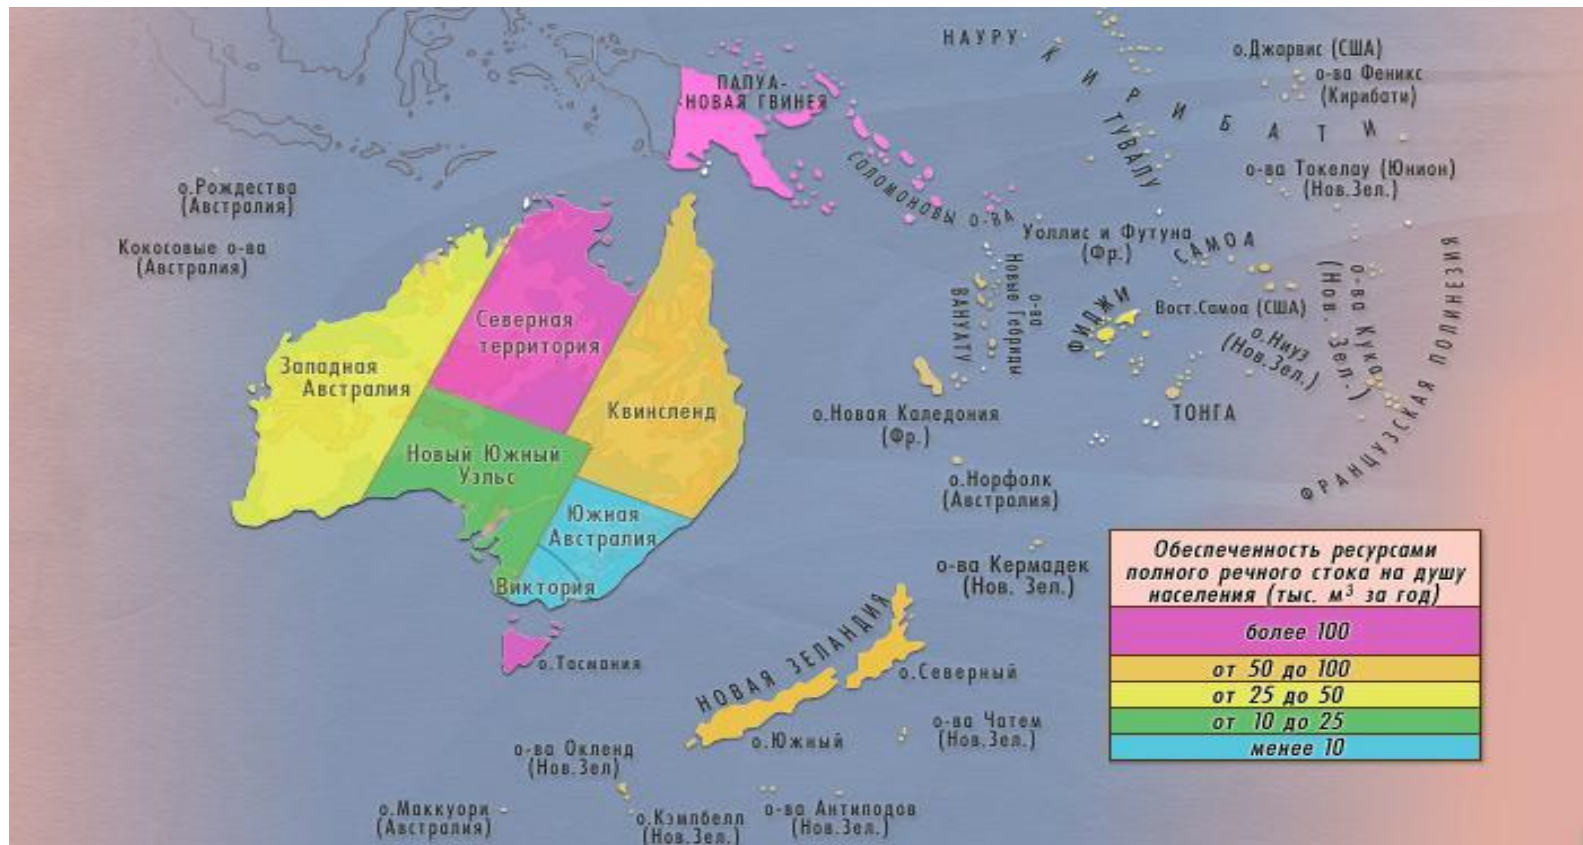 НАУРУ
КИРИБАТИ
о.Джарвис (США)
о-ва Феникс
(Кирибати)
ПАПУА-
НОВАЯ ГВИНЕЯ
ТУВАЛУ
о-ва Токелау (Юнион)
(Нов.Зел.)
СОЛОМОНОВЫ О-ВА
о.Рождества
(Австралия)
Кокосовые о-ва
(Австралия)
Уоллис и Футуна
(Фр.)
САМОА
ВАНУАТУ
о-ва
Новые Гебриды
ФИДЖИ
Вост.Самоа (США)
о.Ниуэ
(Нов.Зел.)
о-ва Кука
(Нов. Зел.)
ФРАНЦУЗСКАЯ ПОЛИНЕЗИЯ
Северная
территория
Западная
Австралия
Квинсленд
о.Новая Каледония
(Фр.)
ТОНГА
Новый Южный
Уэльс
о.Норфолк
(Австралия)
Южная
Австралия
Виктория
о-ва Кермадек
(Нов. Зел.)
о.Тасмания
НОВАЯ ЗЕЛАНДИЯ
о.Северный
о.Южный
о-ва Чатем
(Нов.Зел.)
о-ва Окленд
(Нов.Зел)
о.Маккуори
(Австралия)
о.Кэмпбелл
(Нов.Зел.)
о-ва Антиподов
(Нов.Зел.)
Обеспеченность ресурсами
полного речного стока на душу
населения (тыс. м³ за год)
более 100
от 50 до 100
от 25 до 50
от 10 до 25
менее 10